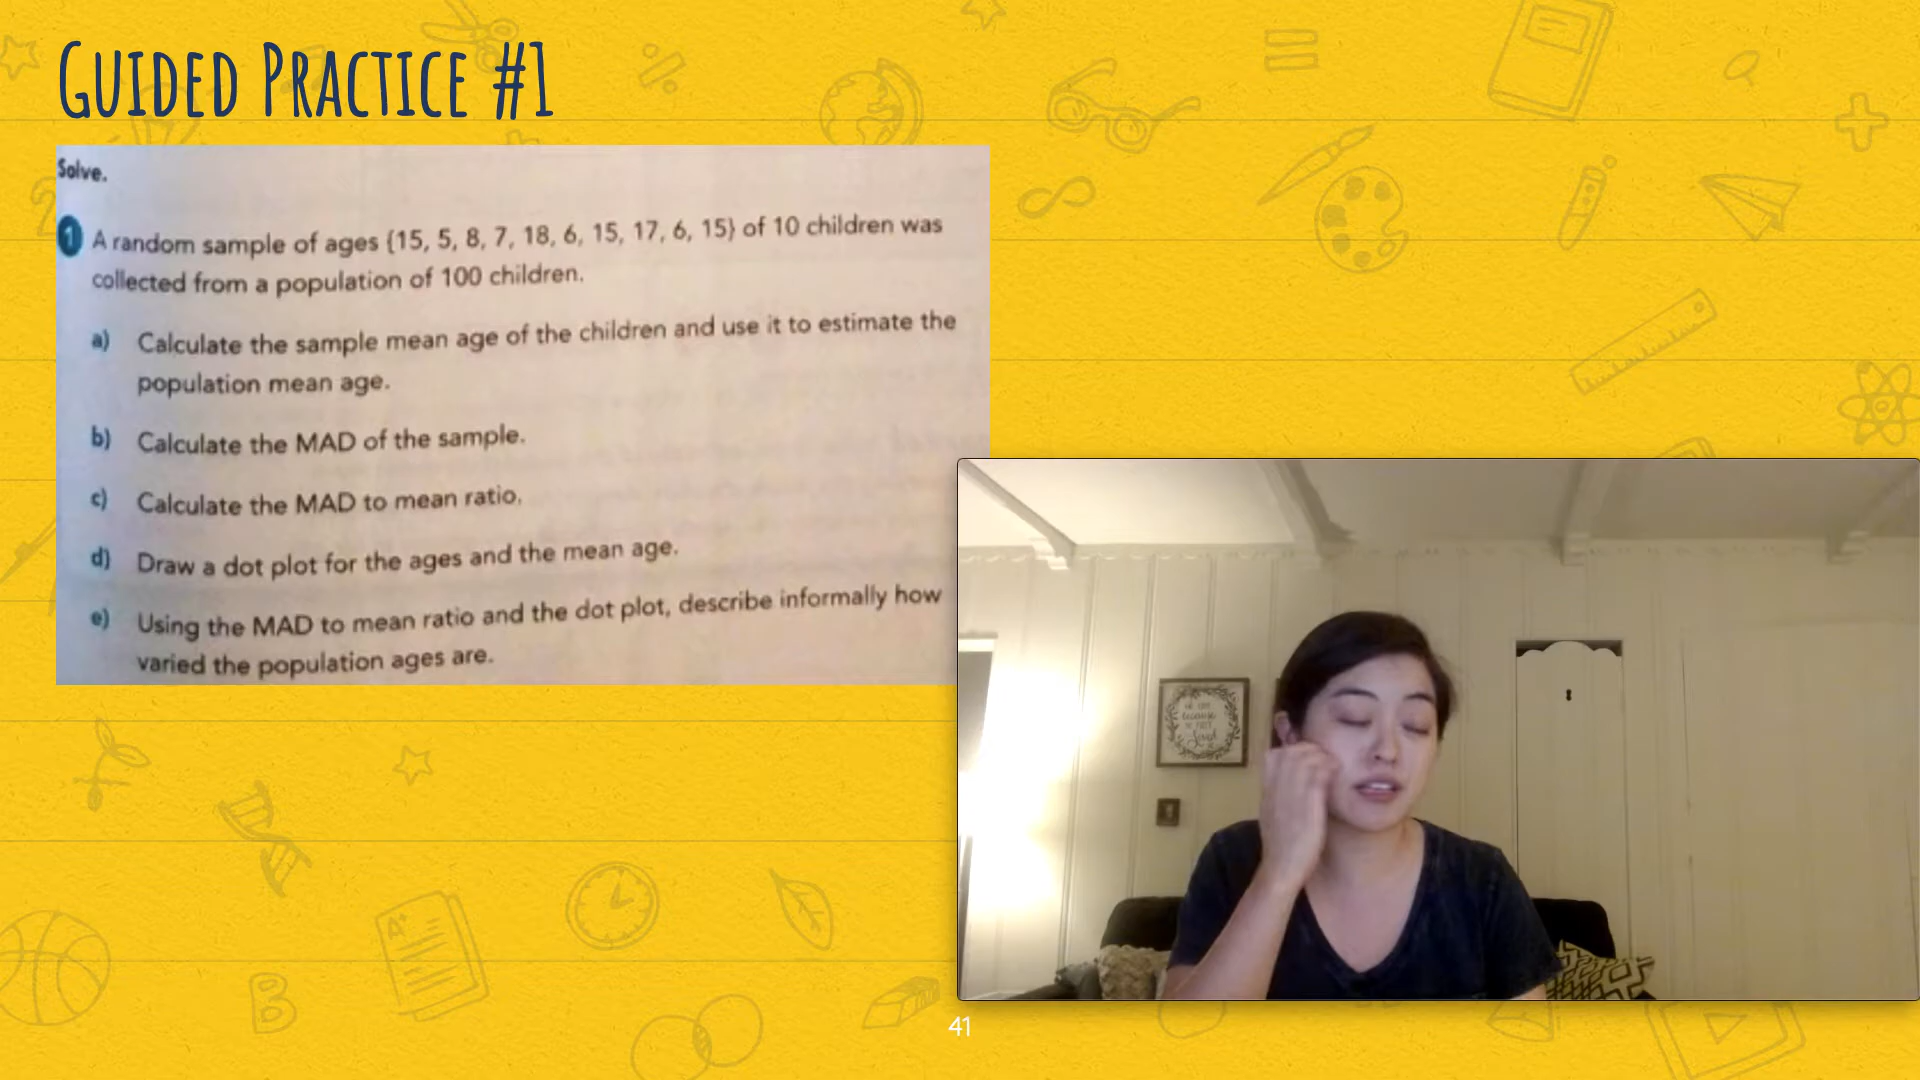 GUIDED PRACTICE #1
Solve.
1 A random sample of ages {15, 5, 8, 7, 18, 6, 15, 17, 6, 15} of 10 children was
collected from a population of 100 children.
a) Calculate the sample mean age of the children and use it to estimate the
population mean age.
b) Calculate the MAD of the sample.
c) Calculate the MAD to mean ratio.
d) Draw a dot plot for the ages and the mean age.
e) Using the MAD to mean ratio and the dot plot, describe informally how
varied the population ages are.
because
loved
41